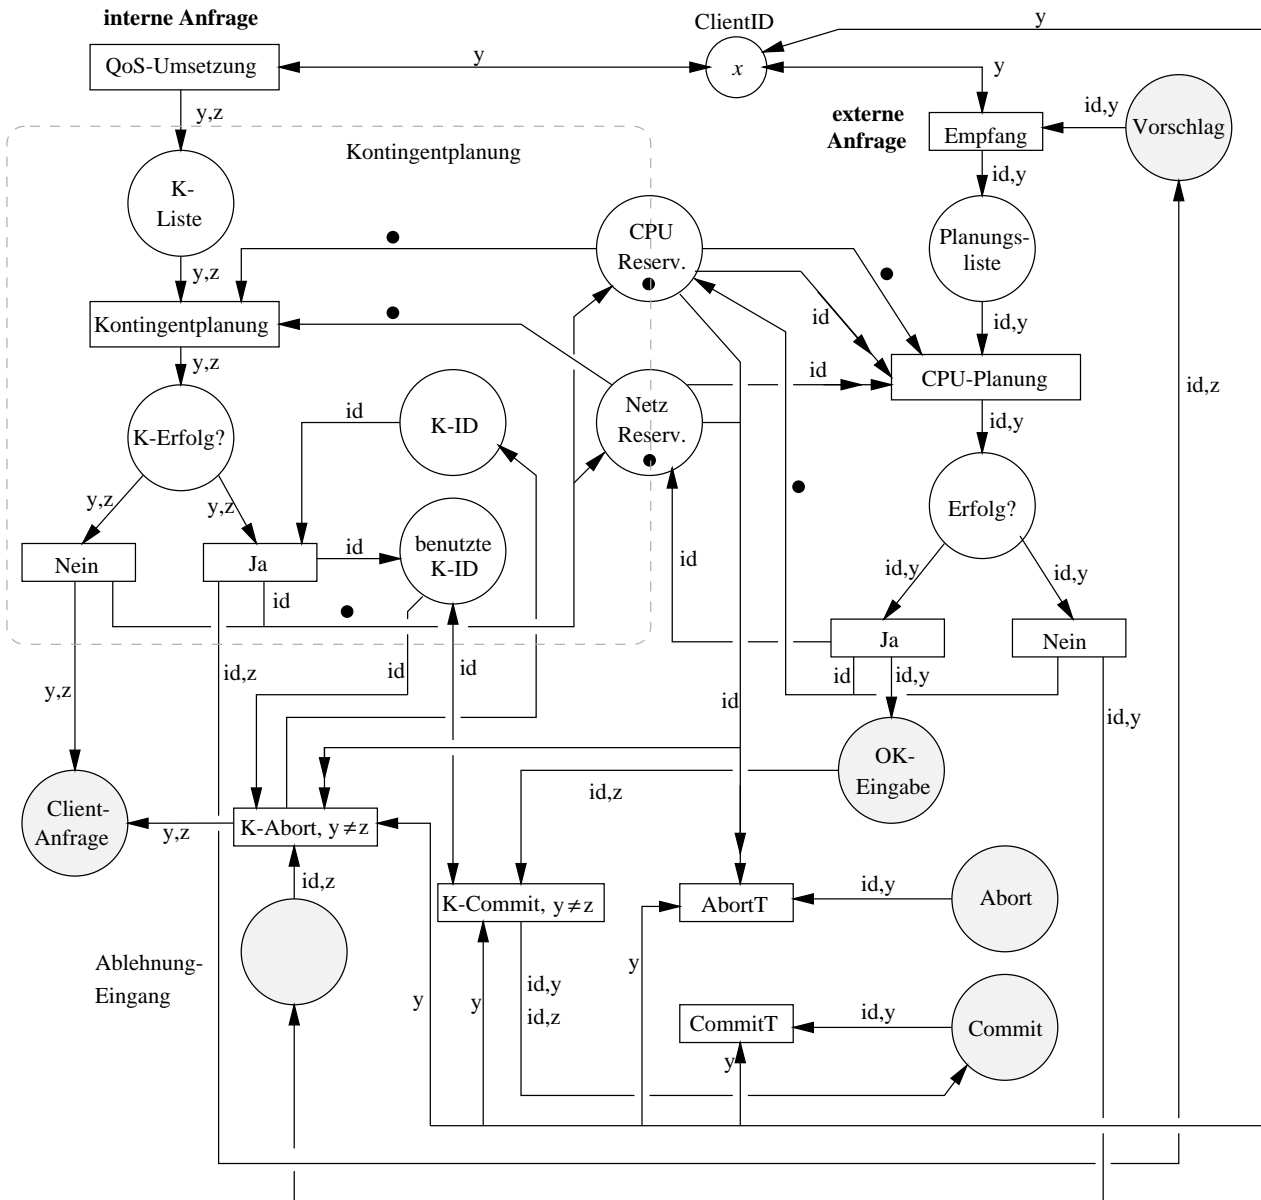 interne Anfrage
ClientID
y
QoS-Umsetzung
y
x
y
y,z
externe
Anfrage
Empfang
id,y
Vorschlag
Kontingentplanung
id,y
K-
Liste
CPU
Reserv.
Planungs-
liste
y,z
id
id,y
Kontingentplanung
y,z
id
CPU-Planung
id,z
id
K-ID
Netz
Reserv.
id,y
K-Erfolg?
y,z
y,z
Erfolg?
benutzte
K-ID
Nein
Ja
id
id
id,y
id,y
id
Ja
Nein
y,z
id,z
id
id
id
id,y
id
id,y
OK-
Eingabe
id,z
Client-
Anfrage
y,z
K-Abort, y≠z
id,z
K-Commit, y≠z
AbortT
id,y
Abort
Ablehnung-
Eingang
y
y
id,y
id,z
y
CommitT
id,y
Commit
y